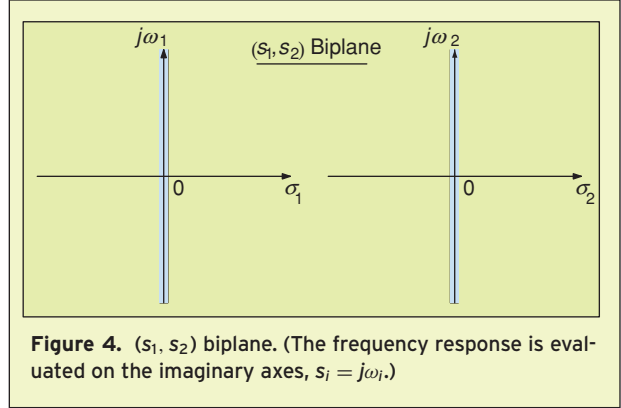 jω1
(s1,s2) Biplane
jω2
0
σ1
0
σ2
Figure 4. (s1, s2) biplane. (The frequency response is eval-
uated on the imaginary axes, si = jωi.)